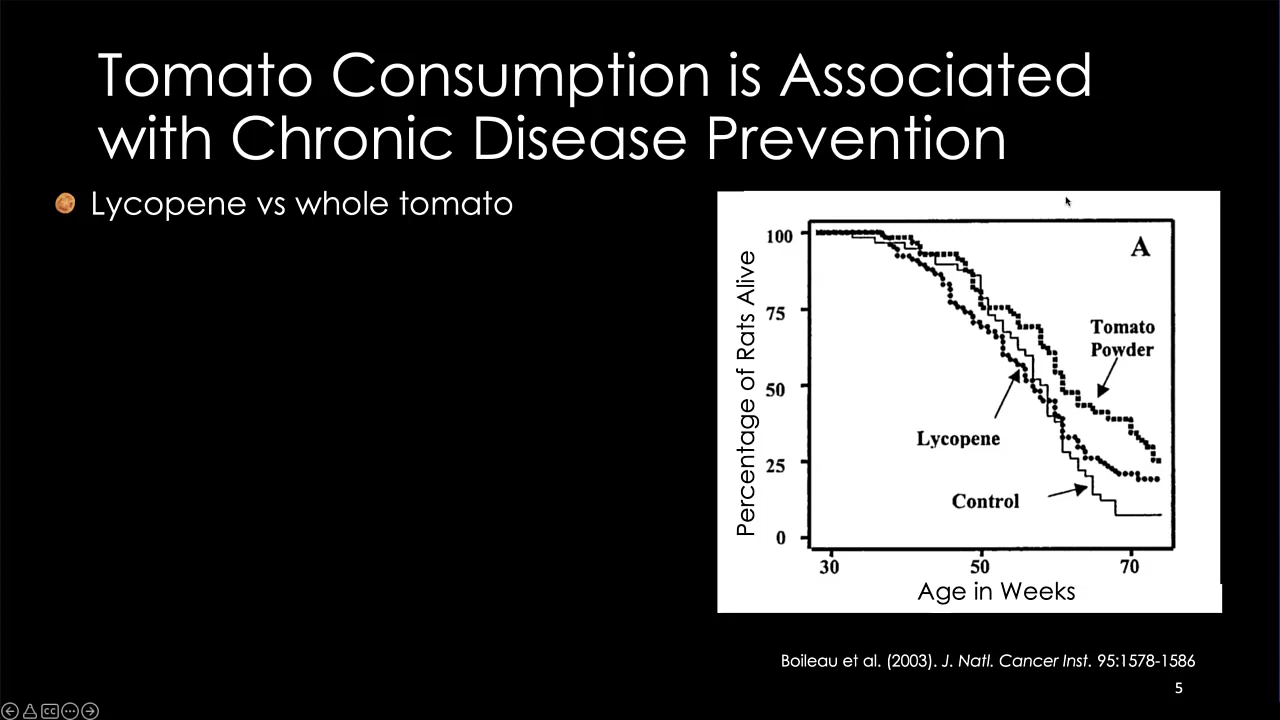 Tomato Consumption is Associated
with Chronic Disease Prevention
Lycopene vs whole tomato
A
100
75
50
25
0
Percentage of Rats Alive
Tomato
Powder
Lycopene
Control
30 50 70
Age in Weeks
Boileau et al. (2003). J. Natl. Cancer Inst. 95:1578-1586
5
CC